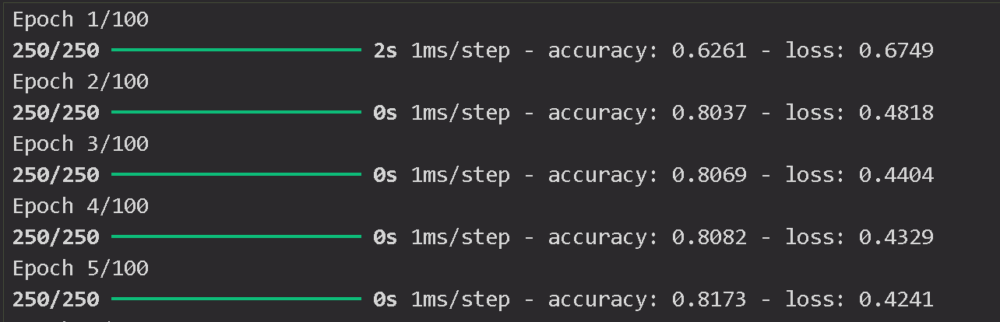 Epoch 1/100
250/250 2s 1ms/step - accuracy: 0.6261 - loss: 0.6749
Epoch 2/100
250/250 0s 1ms/step - accuracy: 0.8037 - loss: 0.4818
Epoch 3/100
250/250 0s 1ms/step - accuracy: 0.8069 - loss: 0.4404
Epoch 4/100
250/250 0s 1ms/step - accuracy: 0.8082 - loss: 0.4329
Epoch 5/100
250/250 0s 1ms/step - accuracy: 0.8173 - loss: 0.4241